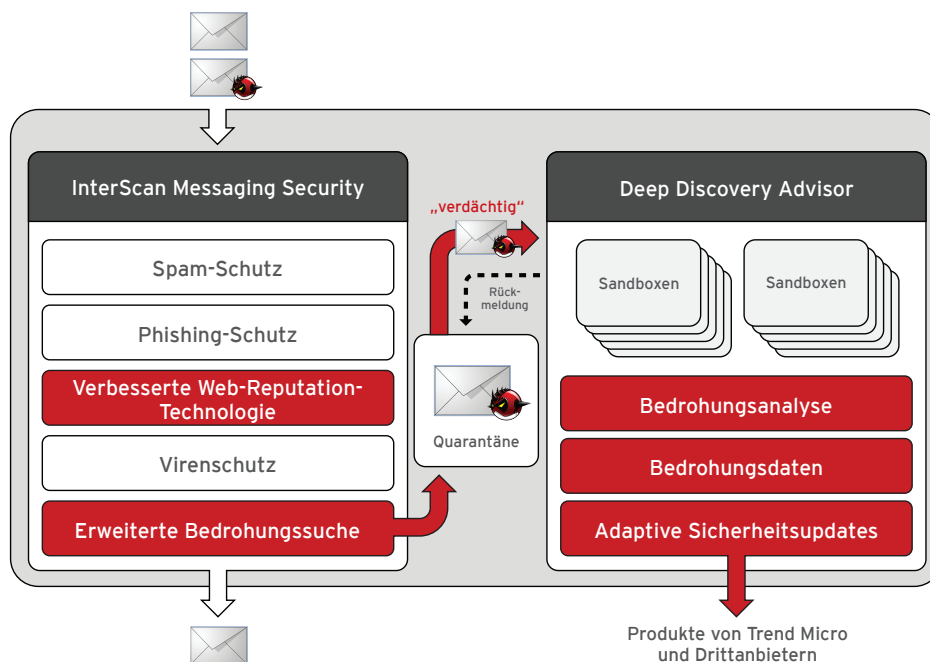 InterScan Messaging Security
Spam-Schutz
Phishing-Schutz
Verbesserte Web-Reputation-
Technologie
Virenschutz
Erweiterte Bedrohungssuche
„verdächtig“
Rück-
meldung
Quarantäne
Deep Discovery Advisor
Sandboxen
Sandboxen
Bedrohungsanalyse
Bedrohungsdaten
Adaptive Sicherheitsupdates
Produkte von Trend Micro
und Drittanbietern